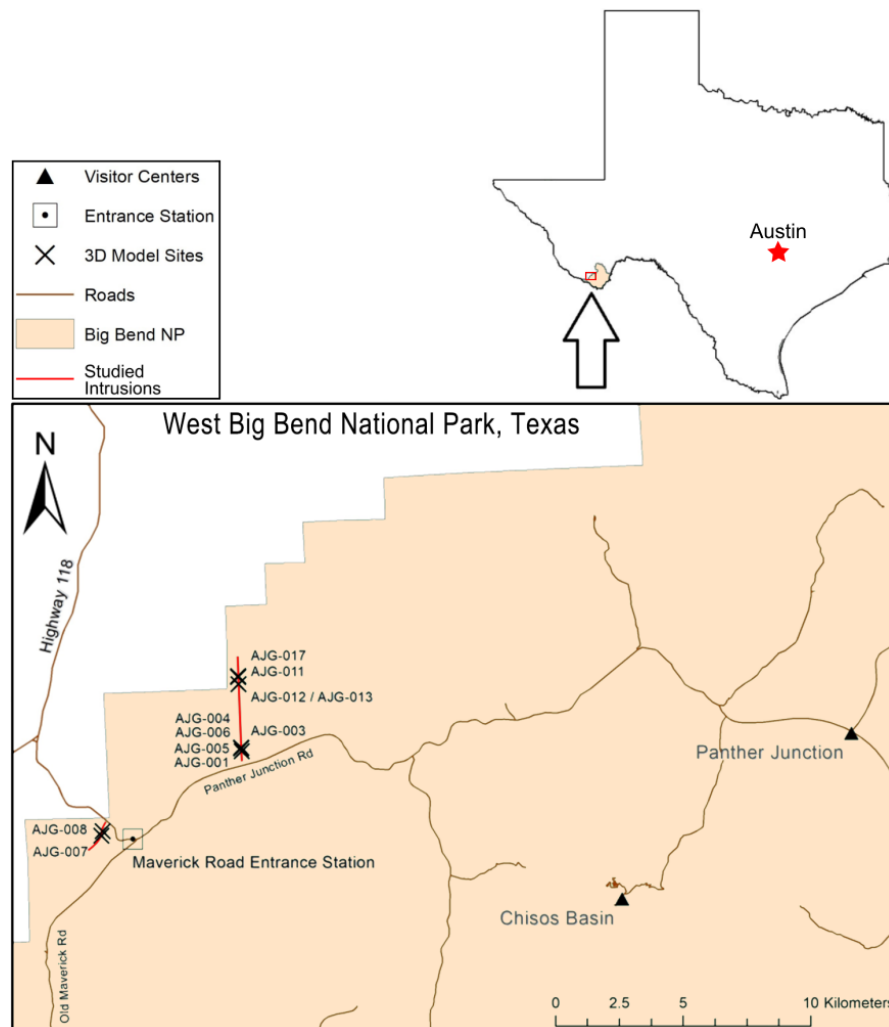 Austin
Visitor Centers
Entrance Station
3D Model Sites
Roads
Big Bend NP
Studied
Intrusions
West Big Bend National Park, Texas
N
Highway 118
AJG-017
AJG-011
AJG-012 / AJG-013
AJG-004
AJG-006
AJG-003
AJG-005
AJG-001
Panther Junction Rd
Panther Junction
AJG-008
AJG-007
Maverick Road Entrance Station
Chisos Basin
Old Maverick Rd
0 2.5 5 10 Kilometers